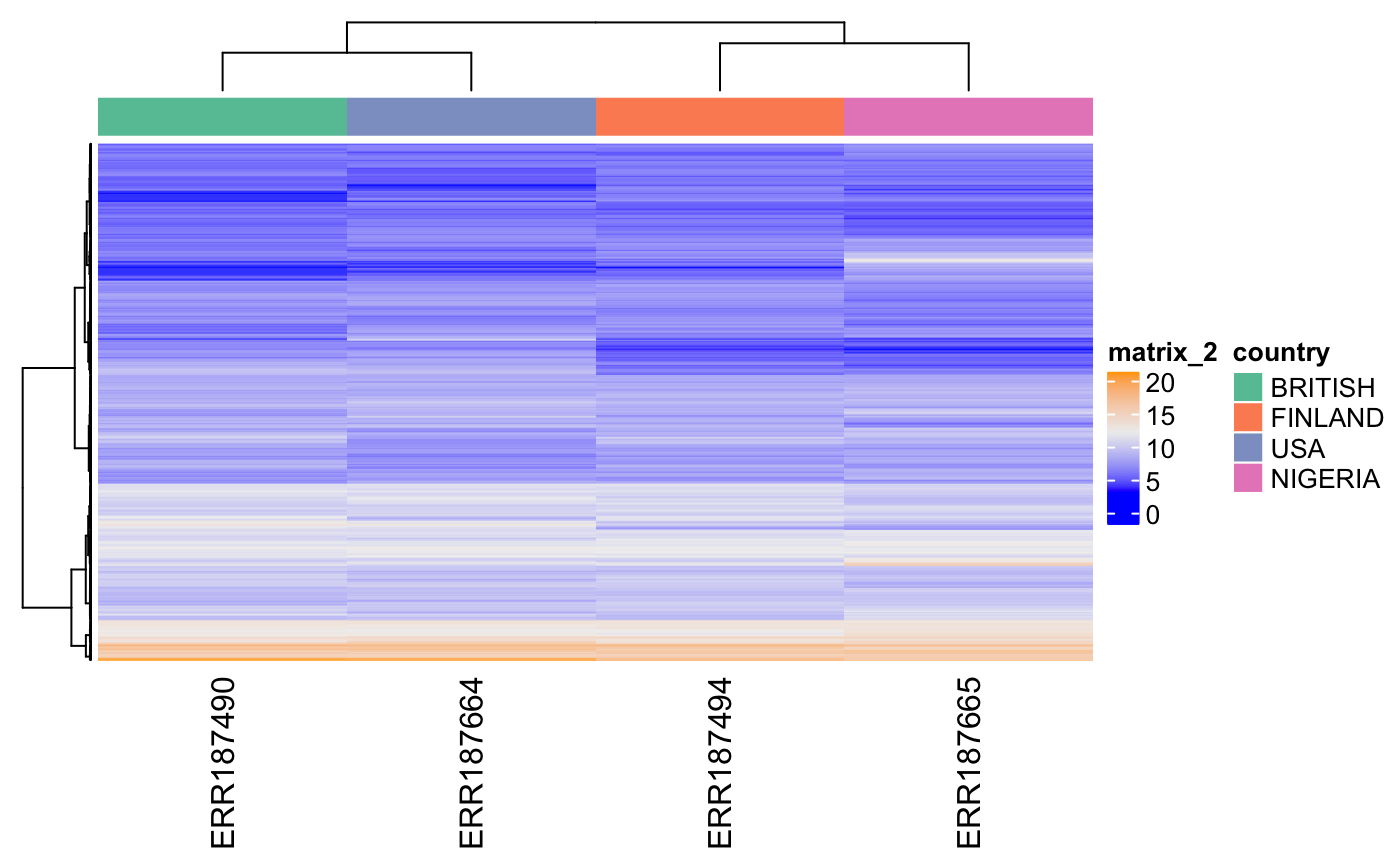 matrix_2 country
20
15
10
5
0
BRITISH
FINLAND
USA
NIGERIA
ERR187490
ERR187664
ERR187494
ERR187665